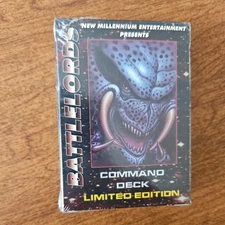 NEW MILLENNIUM ENTERTAINMENT
PRESENTS
BATTLELORDS
COMMAND
DECK
LIMITED EDITION